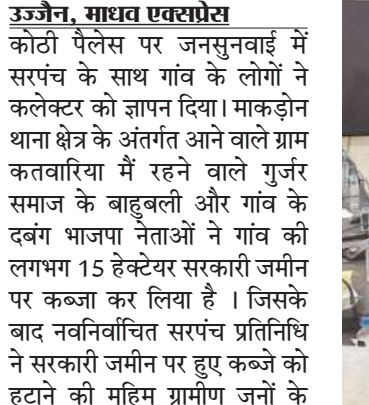 उज्जैन, माधव एक्सप्रेस
कोठी पैलेस पर जनसुनवाई में
सरपंच के साथ गांव के लोगों ने
कलेक्टर को ज्ञापन दिया। माकड़ोन
थाना क्षेत्र के अंतर्गत आने वाले ग्राम
कतवारिया मैं रहने वाले गुर्जर
समाज के बाहुबली और गांव के
दबंग भाजपा नेताओं ने गांव की
लगभग 15 हेक्टेयर सरकारी जमीन
पर कब्जा कर लिया है । जिसके
बाद नवनिर्वाचित सरपंच प्रतिनिधि
ने सरकारी जमीन पर हुए कब्जे को
हटाने की मुहिम ग्रामीण जनों के